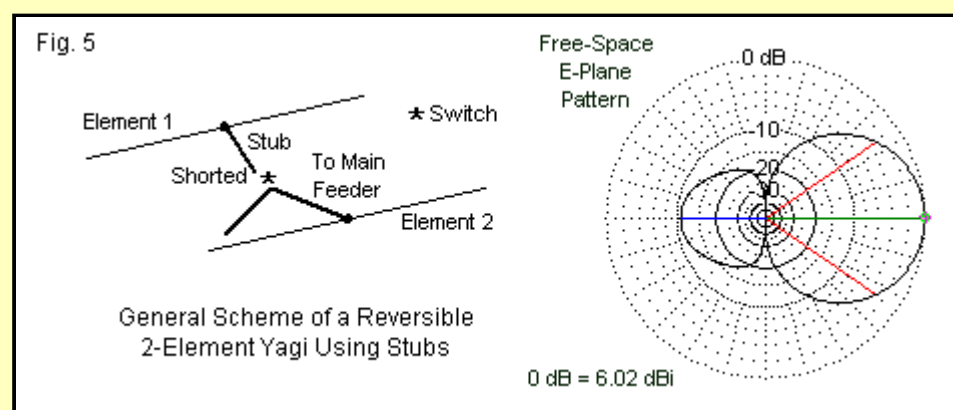 Fig. 5
Element 1
Stub
Shorted *
* Switch
To Main
Feeder
Element 2
General Scheme of a Reversible
2-Element Yagi Using Stubs
Free-Space
E-Plane
Pattern
0 dB
-10
-20
0 dB = 6.02 dBi